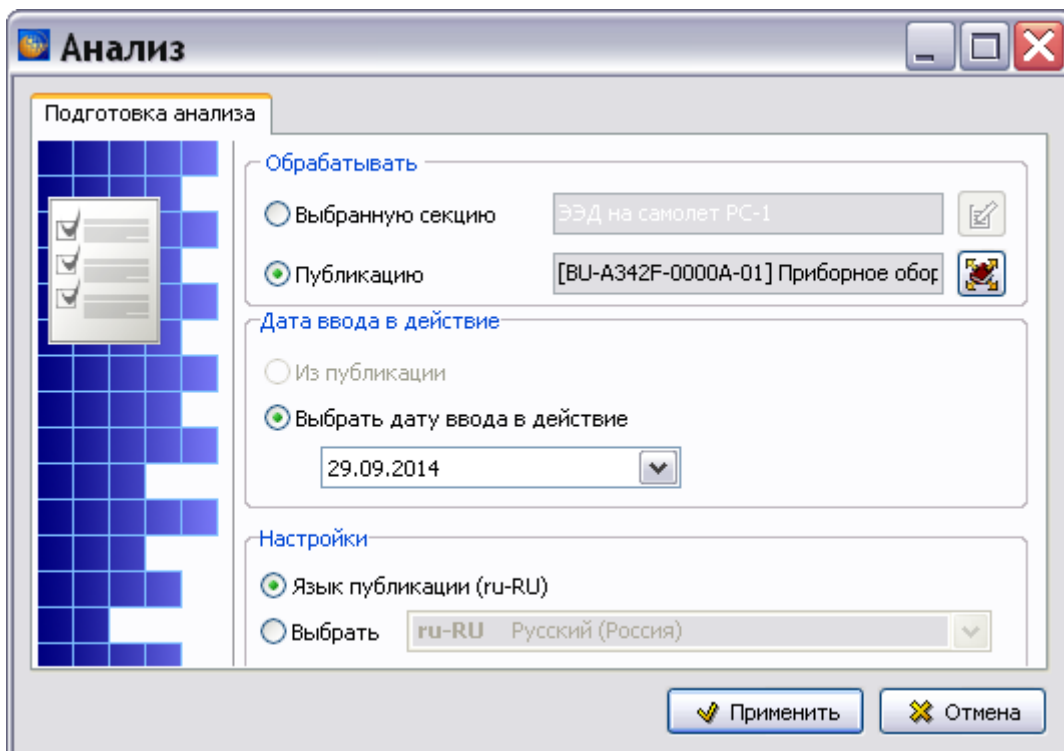 Анализ
Подготовка анализа
Обрабатывать
Выбранную секцию
ЭЭД на самолет РС-1
Публикацию
[BU-A342F-0000A-01] Приборное обор
Дата ввода в действие
Из публикации
Выбрать дату ввода в действие
29.09.2014
Настройки
Язык публикации (ru-RU)
Выбрать
ru-RU Русский (Россия)
Применить
Отмена